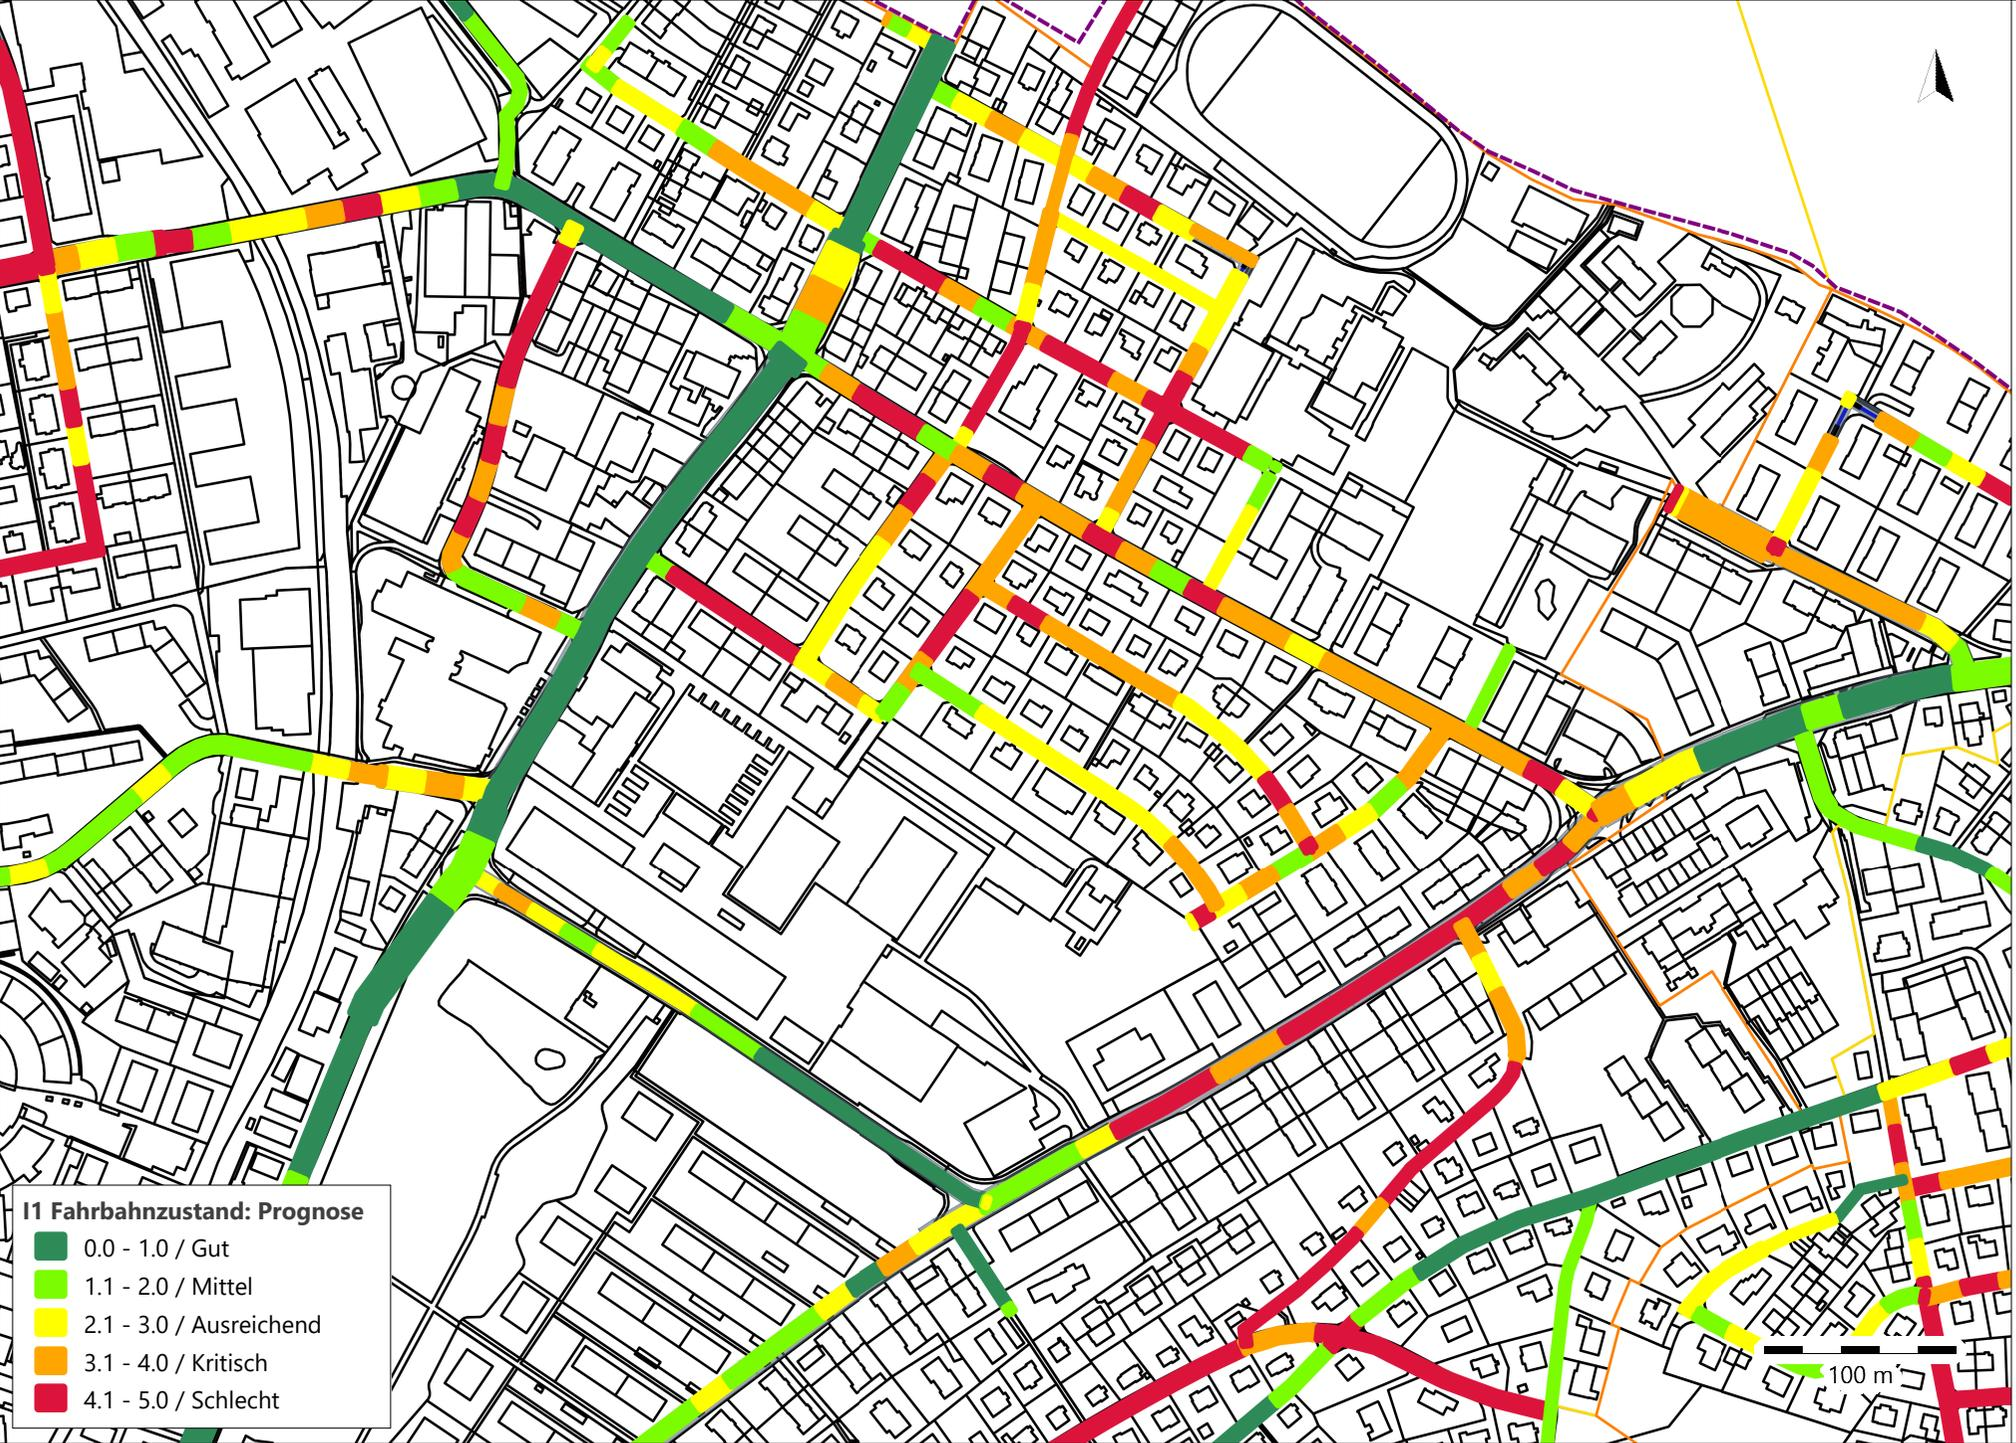 I1 Fahrbahnzustand: Prognose
0.0 - 1.0 / Gut
1.1 - 2.0 / Mittel
2.1 - 3.0 / Ausreichend
3.1 - 4.0 / Kritisch
4.1 - 5.0 / Schlecht
100 m